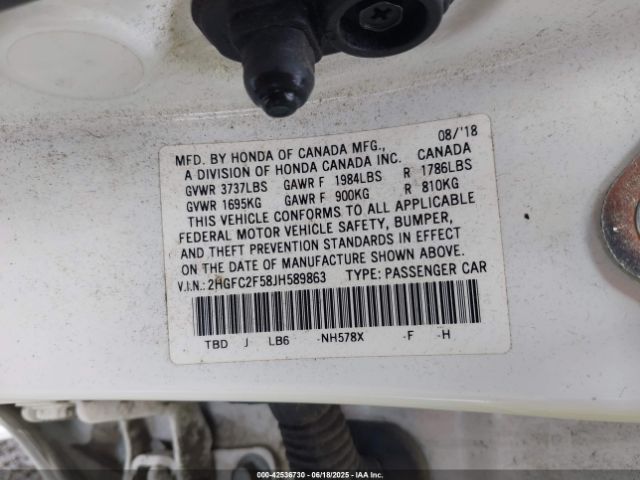 08/'18
MFD. BY HONDA OF CANADA MFG.,
A DIVISION OF HONDA CANADA INC. CANADA
GVWR 3737LBS GAWR F 1984LBS R 1786LBS
GVWR 1695KG GAWR F 900KG R 810KG
THIS VEHICLE CONFORMS TO ALL APPLICABLE
FEDERAL MOTOR VEHICLE SAFETY, BUMPER,
AND THEFT PREVENTION STANDARDS IN EFFECT
ON THE DATE OF MANUFACTURE SHOWN ABOVE.
V.I.N.: 2HGFC2F58JH589863 TYPE: PASSENGER CAR
TBD J LB6 -NH578X -F -H
000-42536730 - 06/18/2025 - IAA Inc.